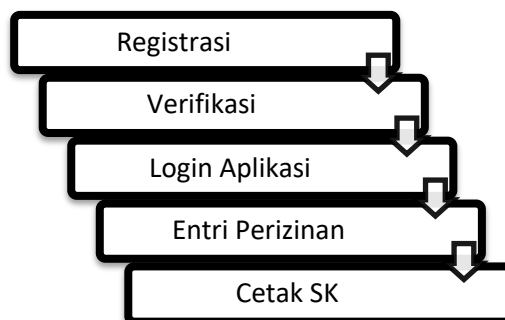 Registrasi
Verifikasi
Login Aplikasi
Entri Perizinan
Cetak SK